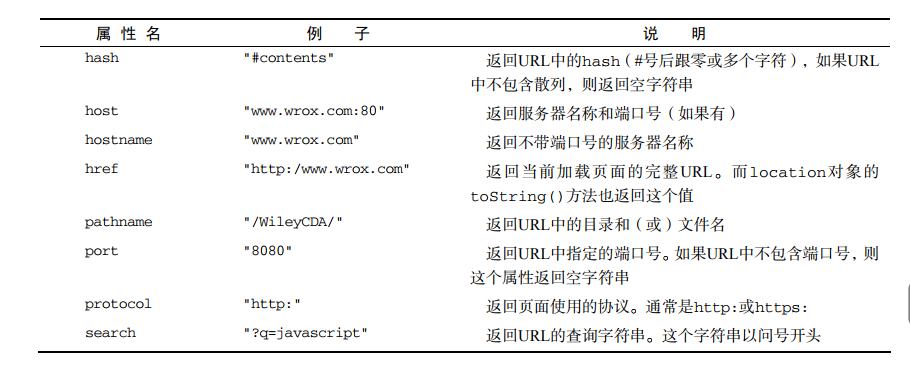 属 性 名 例 子 说 明
hash "#contents" 返回URL中的hash（#号后跟零或多个字符），如果URL
中不包含散列，则返回空字符串
host "www.wrox.com:80" 返回服务器名称和端口号（如果有）
hostname "www.wrox.com" 返回不带端口号的服务器名称
href "http:/www.wrox.com" 返回当前加载页面的完整URL。而location对象的
toString()方法也返回这个值
pathname "/WileyCDA/" 返回URL中的目录和（或）文件名
port "8080" 返回URL中指定的端口号。如果URL中不包含端口号，则
这个属性返回空字符串
protocol "http:" 返回页面使用的协议。通常是http:或https:
search "?q=javascript" 返回URL的查询字符串。这个字符串以问号开头